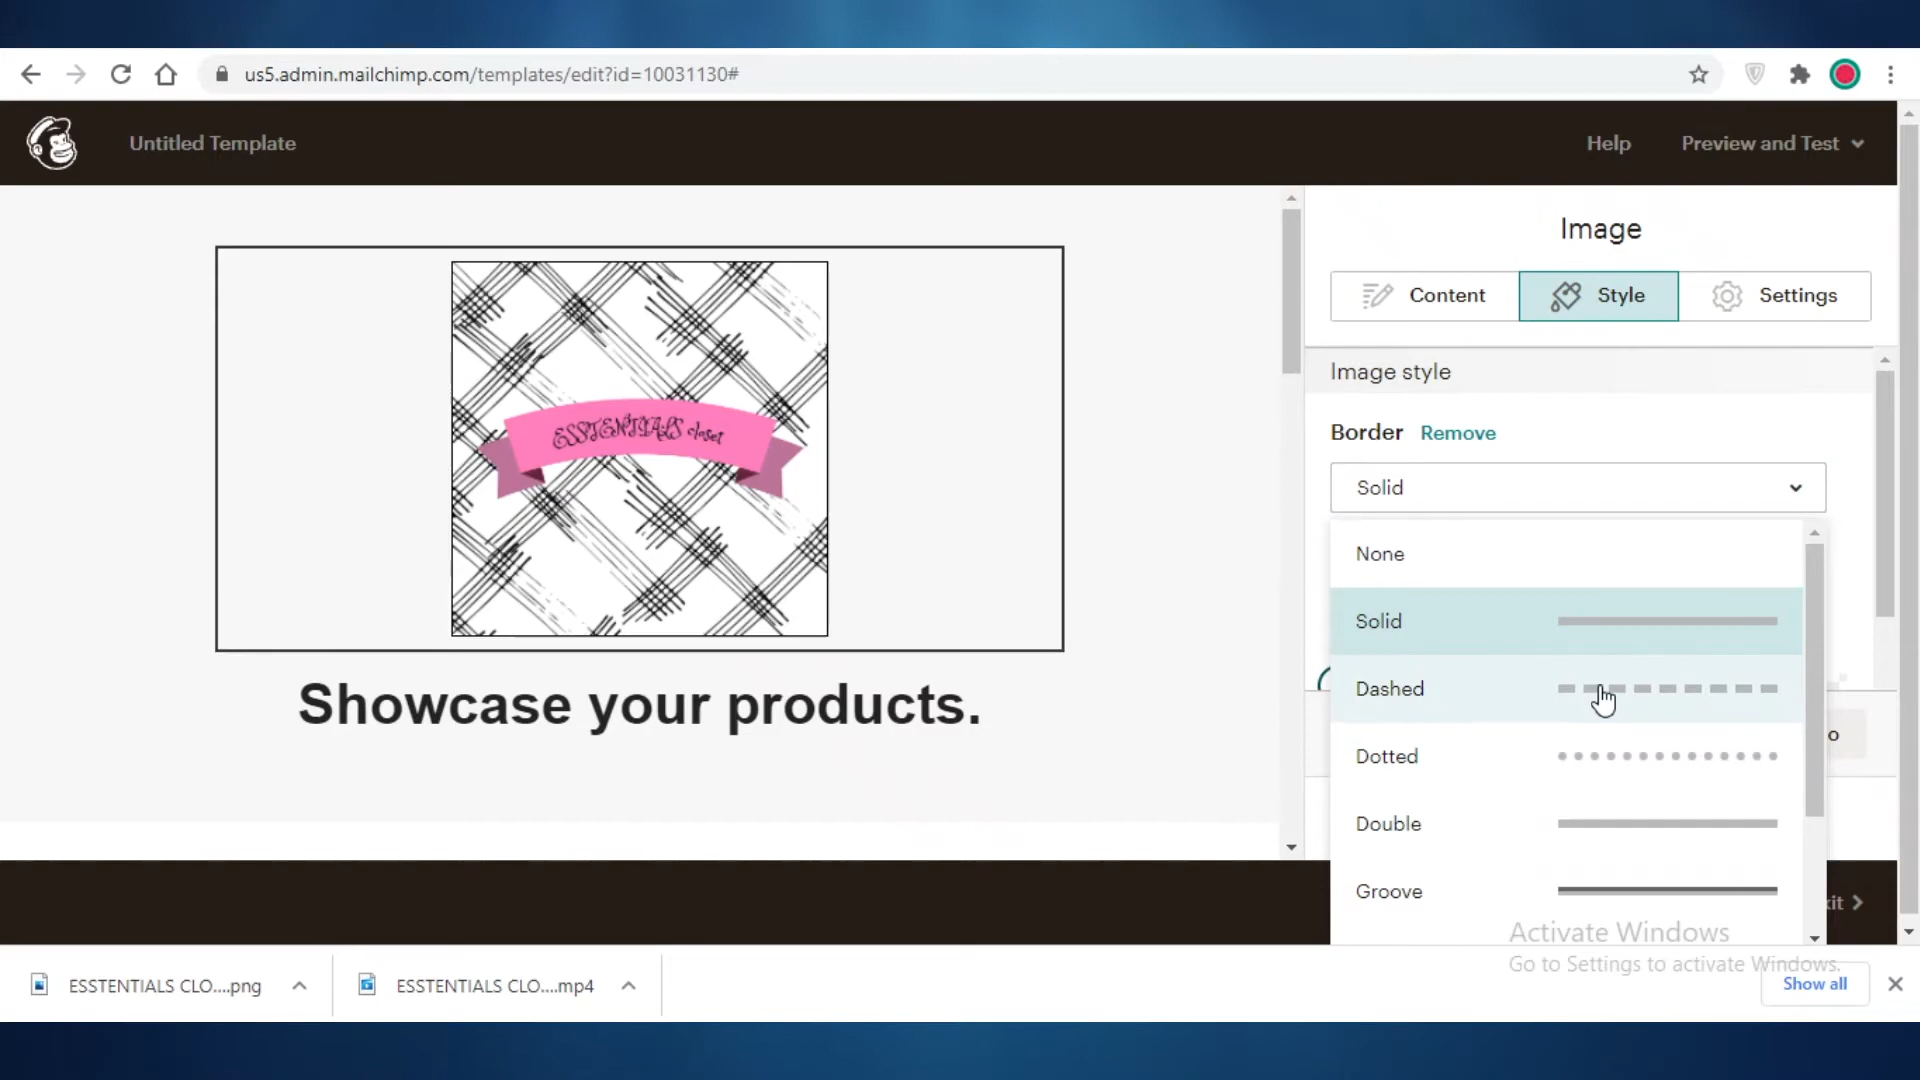 us5.admin.mailchimp.com/templates/edit?id=10031130#
Untitled Template
Help
Preview and Test
Image
Content
Style
Settings
Image style
Border Remove
Solid
ESSTENTIALS closet
None
Solid
Dashed
Showcase your products.
Dotted
Double
Groove
Activate Windows
Go to Settings to activate Windows.
ESSTENTIALS CLO....png
ESSTENTIALS CLO....mp4
Show all